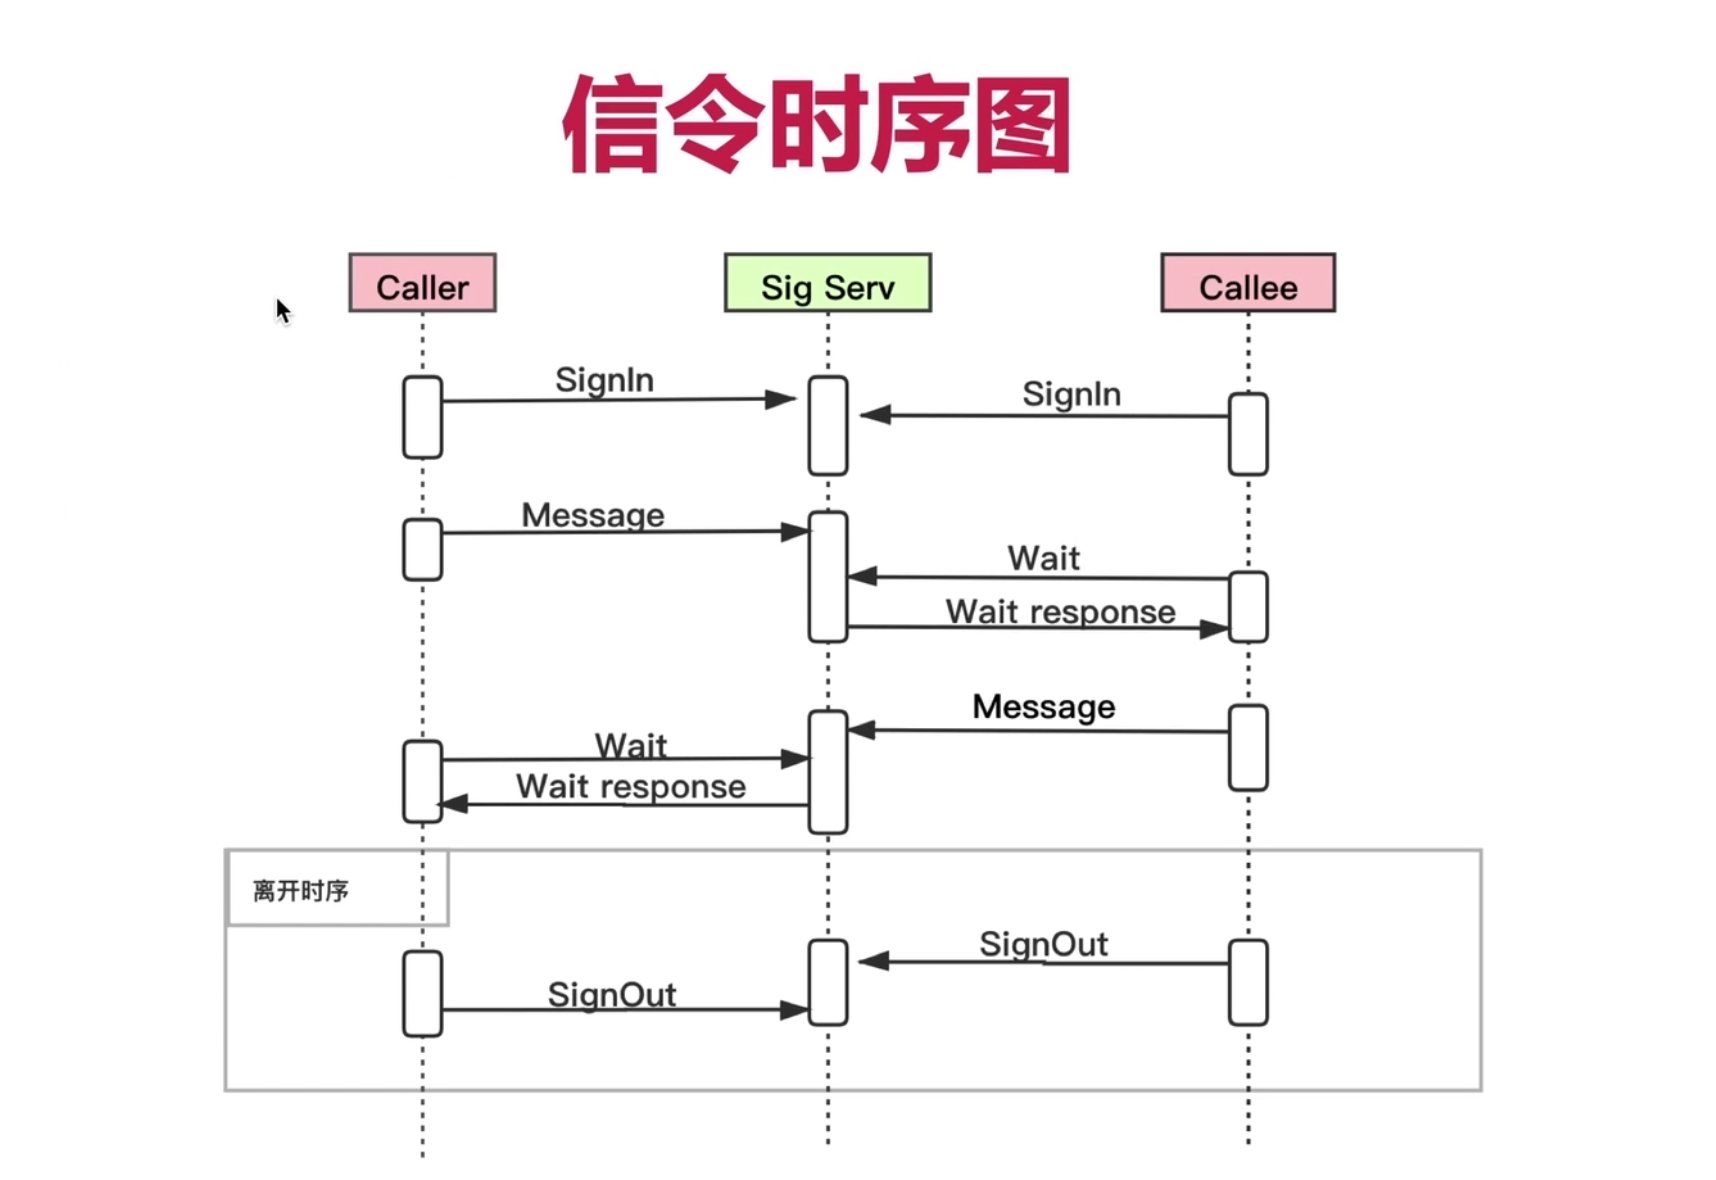 信令时序图
Caller
Sig Serv
Callee
SignIn
SignIn
Message
Wait
Wait response
Message
Wait
Wait response
离开时序
SignOut
SignOut